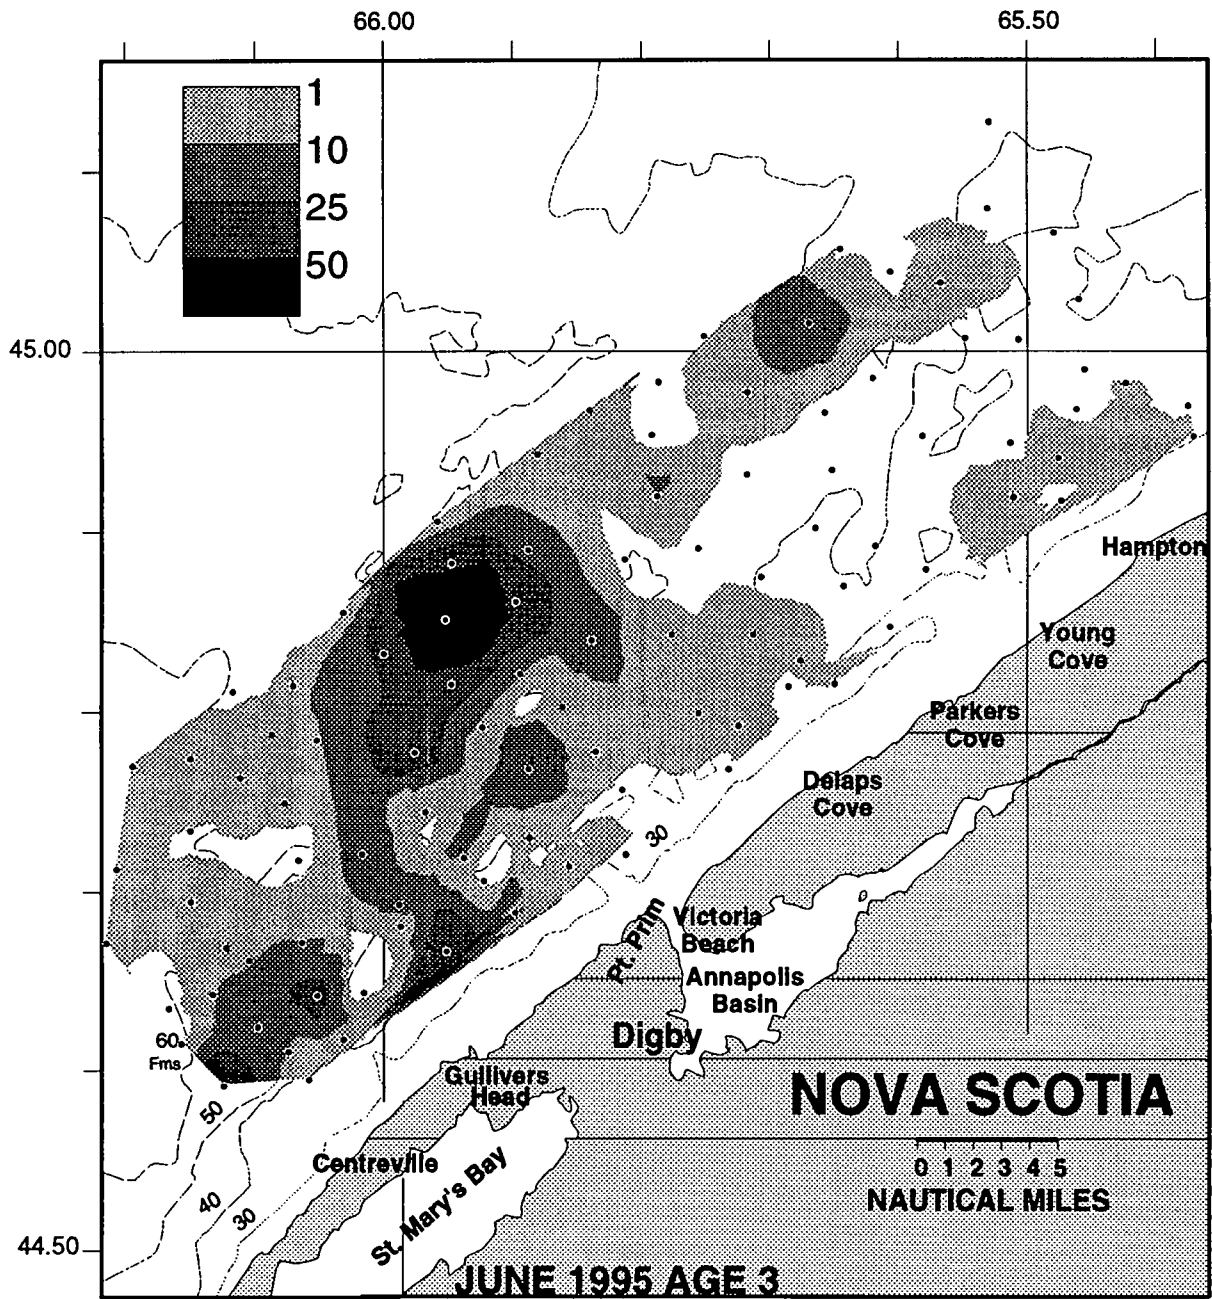 66.00
65.50
1
10
25
50
45.00
Hampton
Young
Cove
Parkers
Cove
Delaps
Cove
30
Pt. Prim
Victoria
Beach
Annapolis
Basin
Digby
60
Fms
Gullivers
Head
NOVA SCOTIA
50
0 1 2 3 4 5
NAUTICAL MILES
Centreville
St. Mary's Bay
40
30
44.50
JUNE 1995 AGE 3